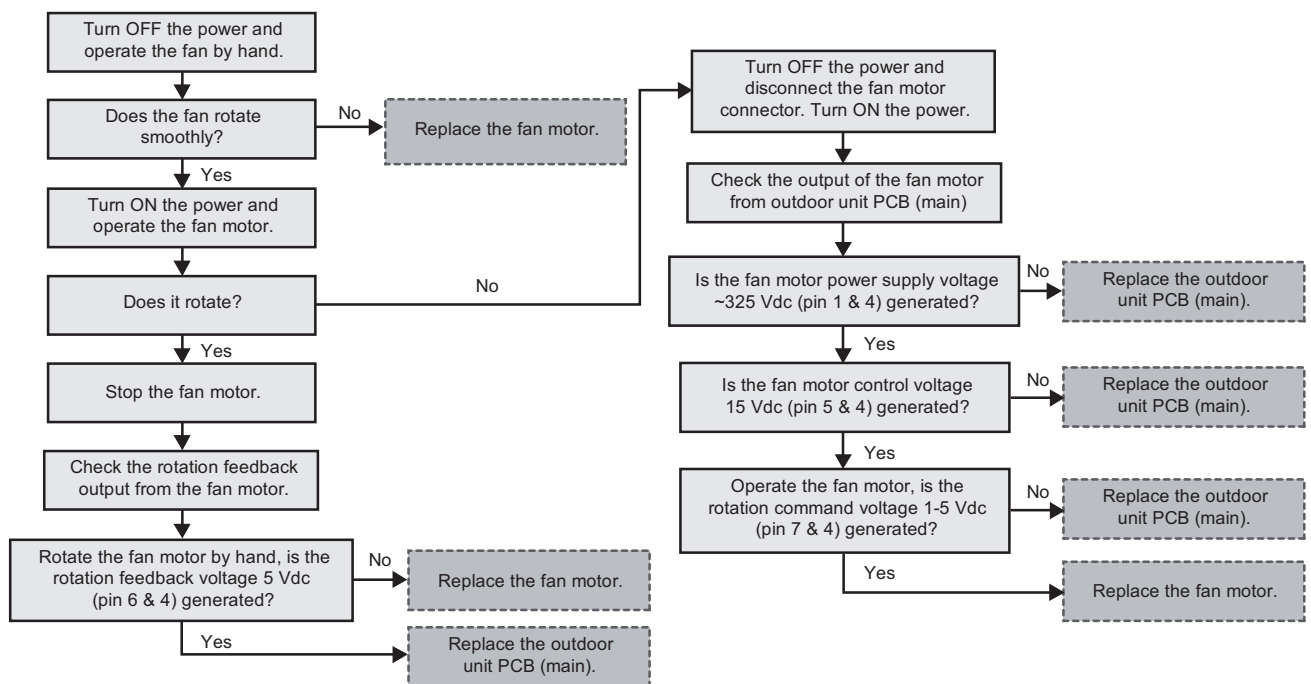 Turn OFF the power and
operate the fan by hand.
Does the fan rotate
smoothly?
No
Replace the fan motor.
Yes
Turn ON the power and
operate the fan motor.
Does it rotate?
No
Yes
Stop the fan motor.
Check the rotation feedback
output from the fan motor.
Rotate the fan motor by hand, is the
rotation feedback voltage 5 Vdc
(pin 6 & 4) generated?
No
Replace the fan motor.
Yes
Replace the outdoor
unit PCB (main).
Turn OFF the power and
disconnect the fan motor
connector. Turn ON the power.
Check the output of the fan motor
from outdoor unit PCB (main)
Is the fan motor power supply voltage
~325 Vdc (pin 1 & 4) generated?
No
Replace the outdoor
unit PCB (main).
Yes
Is the fan motor control voltage
15 Vdc (pin 5 & 4) generated?
No
Replace the outdoor
unit PCB (main).
Yes
Operate the fan motor, is the
rotation command voltage 1-5 Vdc
(pin 7 & 4) generated?
No
Replace the outdoor
unit PCB (main).
Yes
Replace the fan motor.